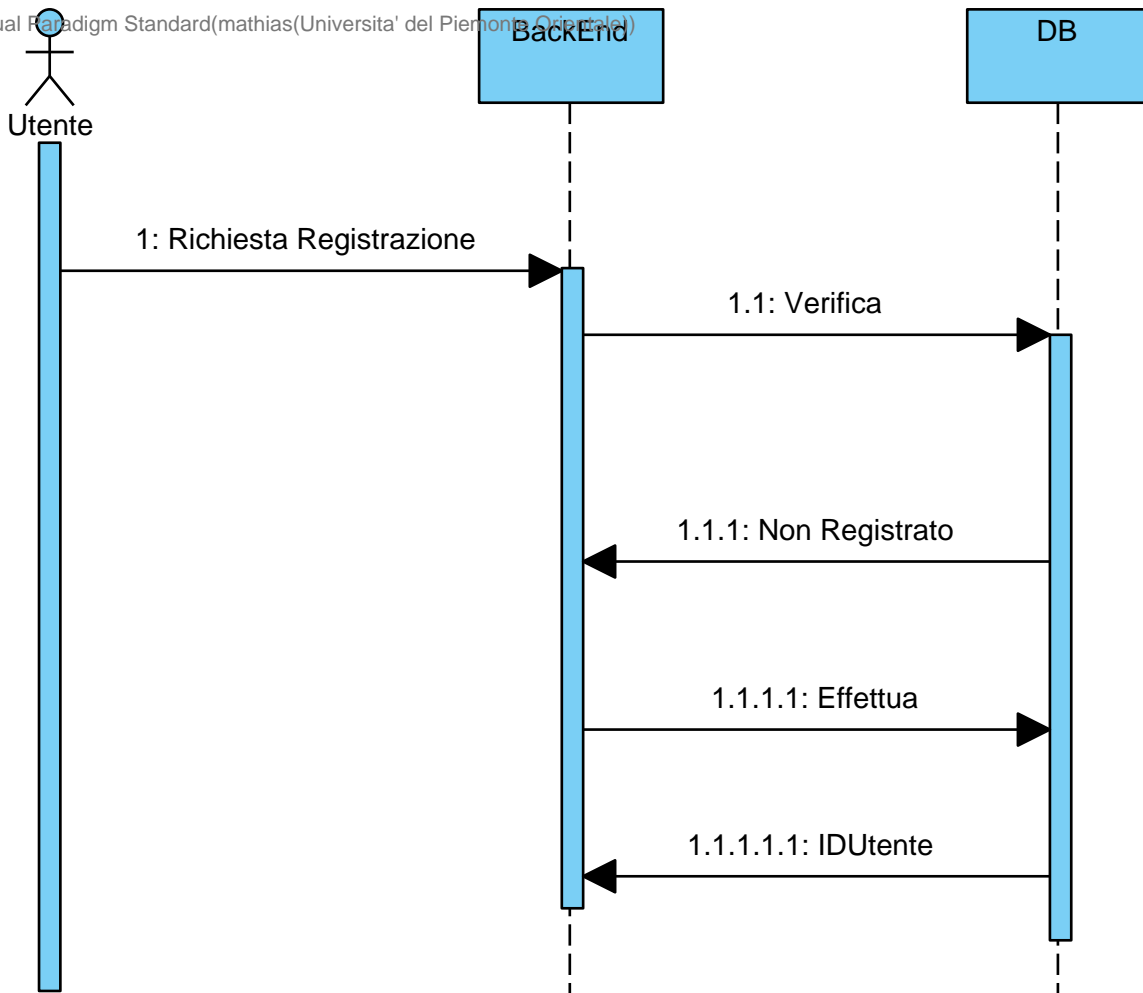 ual Paradigm Standard(mathias(Universita' del Piemonte Orientale))
BackEnd
DB
Utente
1: Richiesta Registrazione
1.1: Verifica
1.1.1: Non Registrato
1.1.1.1: Effettua
1.1.1.1.1: IDUtente